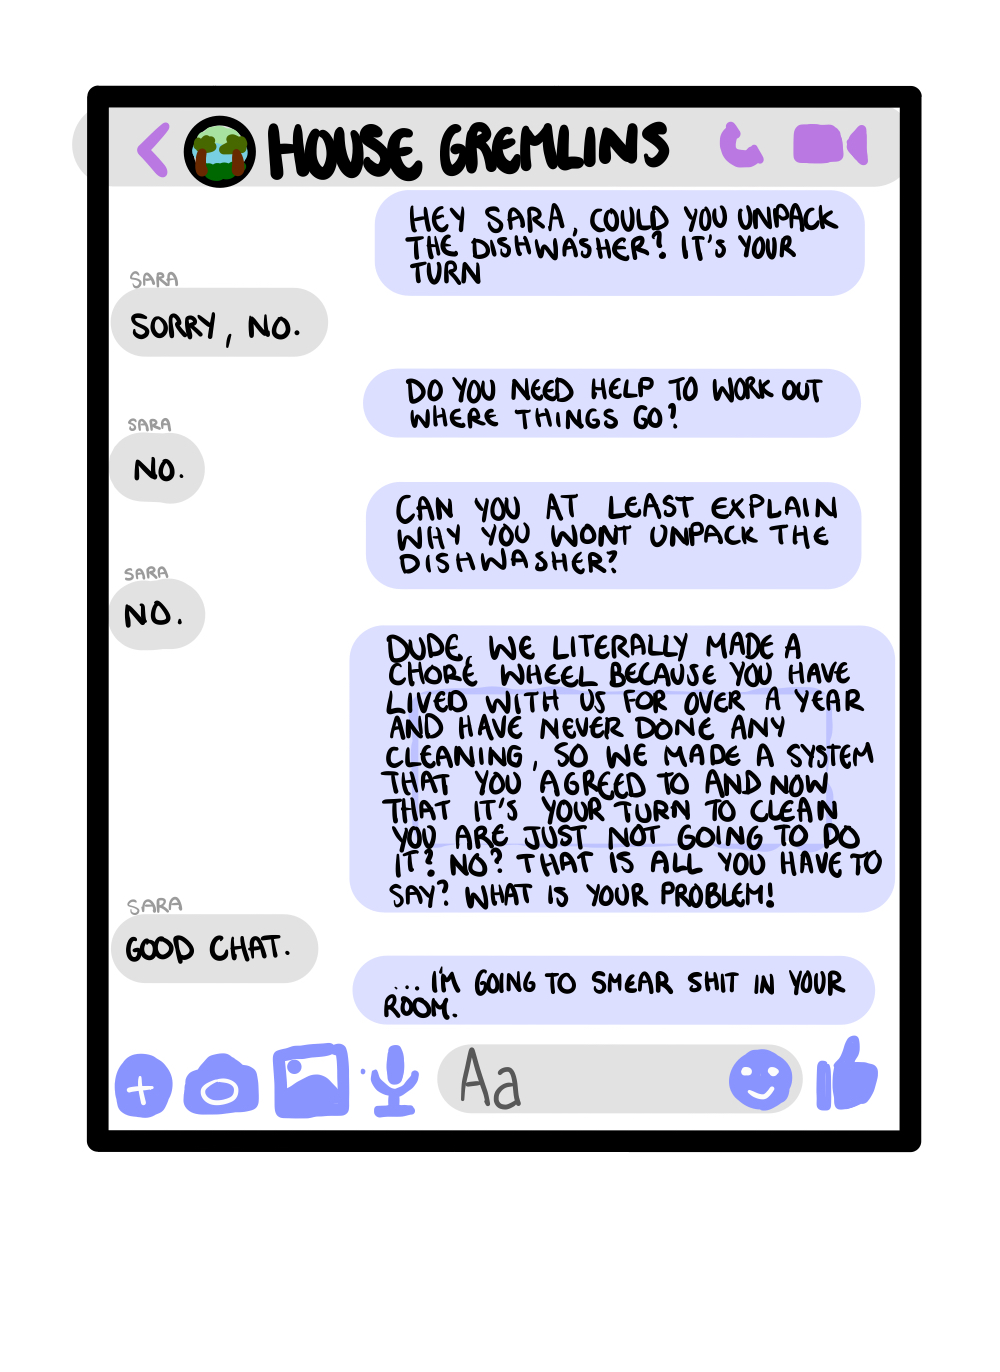 HOUSE GREMLINS
HEY SARA, COULD YOU UNPACK
THE DISHWASHER? IT'S YOUR
TURN
SARA
SORRY, NO.
DO YOU NEED HELP TO WORK OUT
WHERE THINGS GO?
SARA
NO.
CAN YOU AT LEAST EXPLAIN
WHY YOU WONT UNPACK THE
DISHWASHER?
SARA
NO.
DUDE, WE LITERALLY MADE A
CHORE WHEEL BECAUSE YOU HAVE
LIVED WITH US FOR OVER A YEAR
AND HAVE NEVER DONE ANY
CLEANING, SO WE MADE A SYSTEM
THAT YOU AGREED TO AND NOW
THAT IT'S YOUR TURN TO CLEAN
YOU ARE JUST NOT GOING TO DO
IT? NO? THAT IS ALL YOU HAVE TO
SAY? WHAT IS YOUR PROBLEM!
SARA
GOOD CHAT.
... I'M GOING TO SMEAR SHIT IN YOUR
ROOM.
Aa